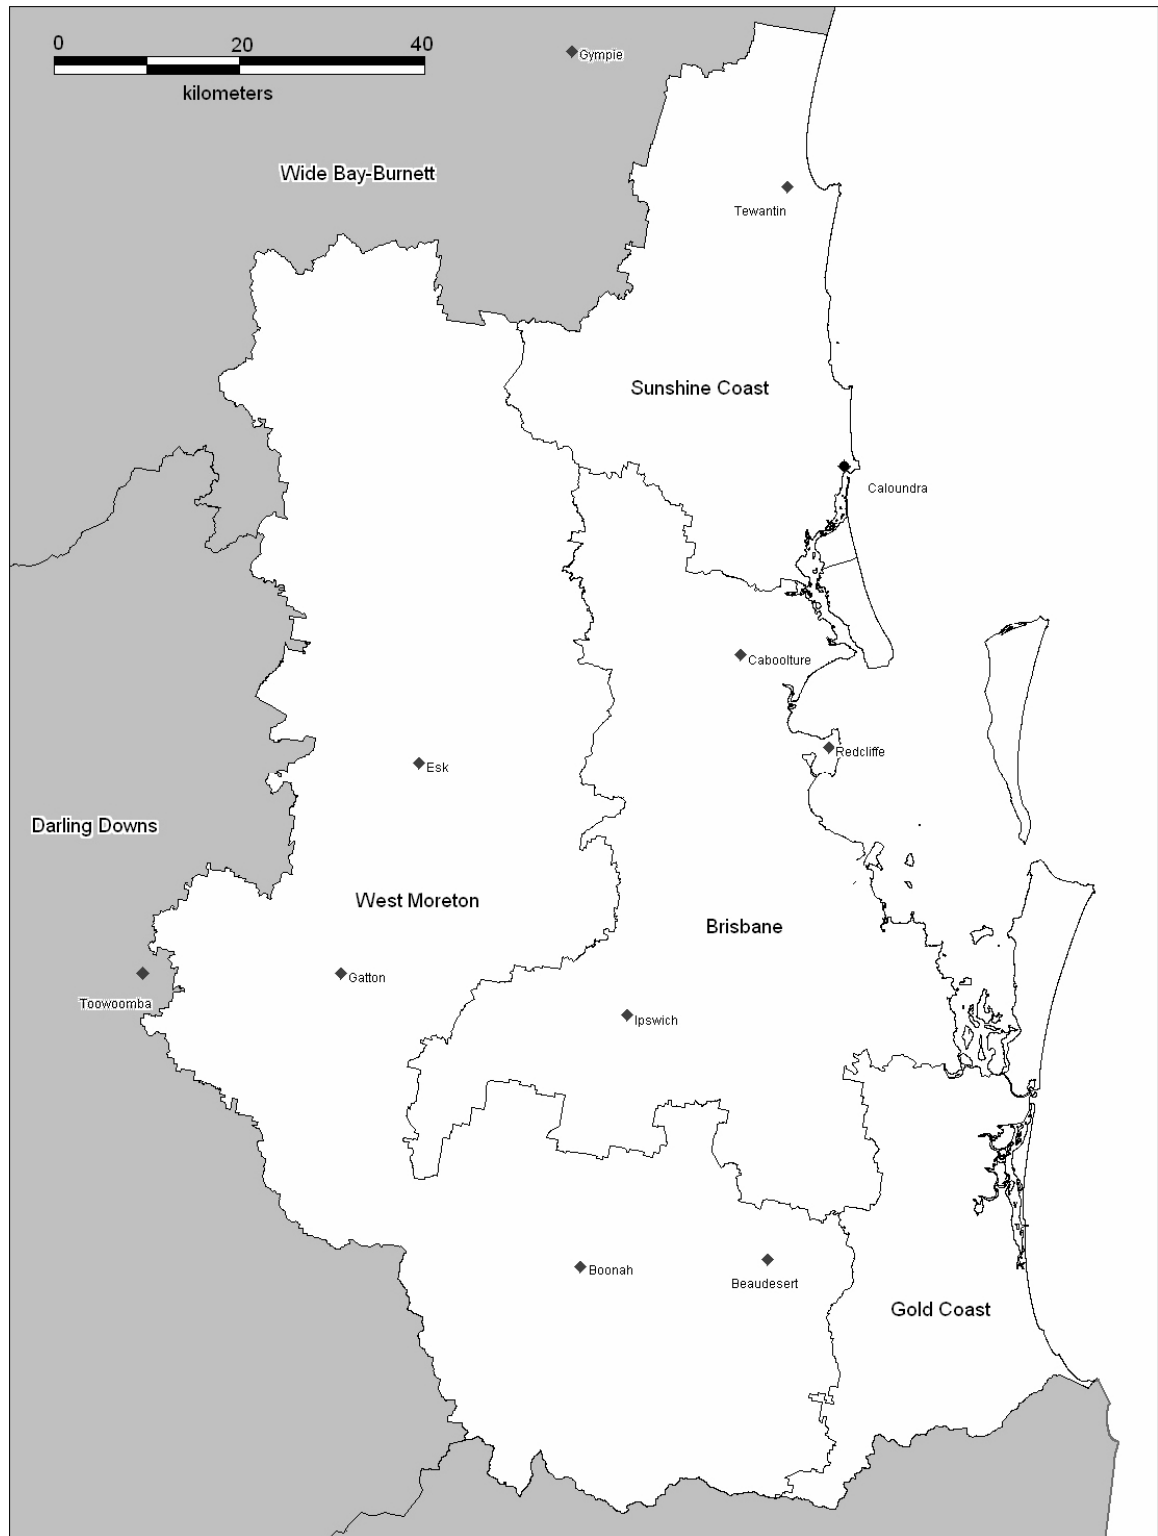 0 20 40
kilometers
Gympie
Wide Bay-Burnett
Tewantin
Sunshine Coast
Caloundra
Caboolture
Redcliffe
Esk
Darling Downs
West Moreton
Brisbane
Gatton
Toowoomba
Ipswich
Boonah
Beaudesert
Gold Coast